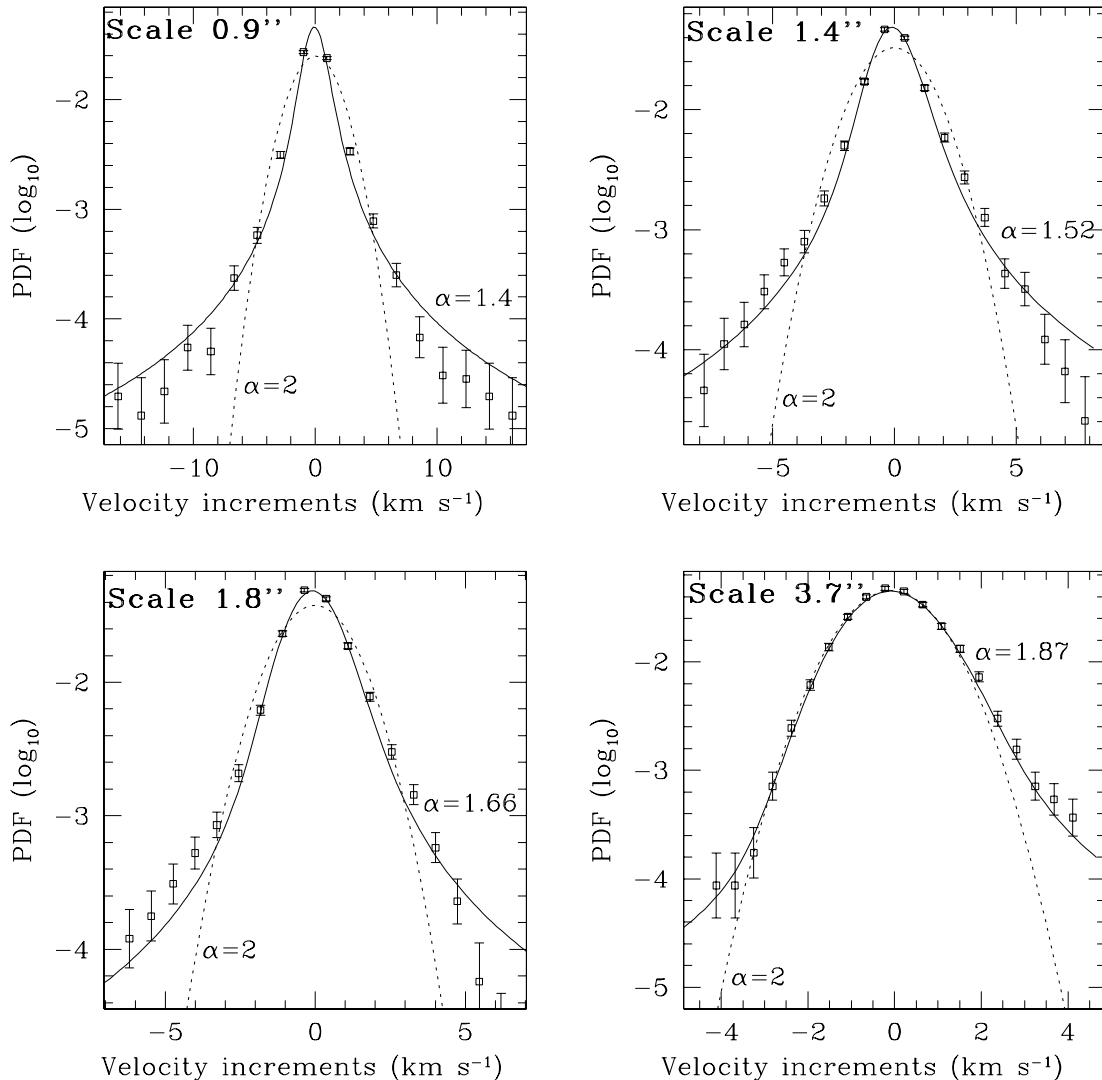 Scale 0.9''
PDF (log10)
−2
−3
−4
−5
α=1.4
α=2
−10 0 10
Velocity increments (km s−1)
Scale 1.4''
PDF (log10)
−2
−3
−4
α=1.52
α=2
−5 0 5
Velocity increments (km s−1)
Scale 1.8''
PDF (log10)
−2
−3
−4
α=1.66
α=2
−5 0 5
Velocity increments (km s−1)
Scale 3.7''
PDF (log10)
−2
−3
−4
−5
α=1.87
α=2
−4 −2 0 2 4
Velocity increments (km s−1)